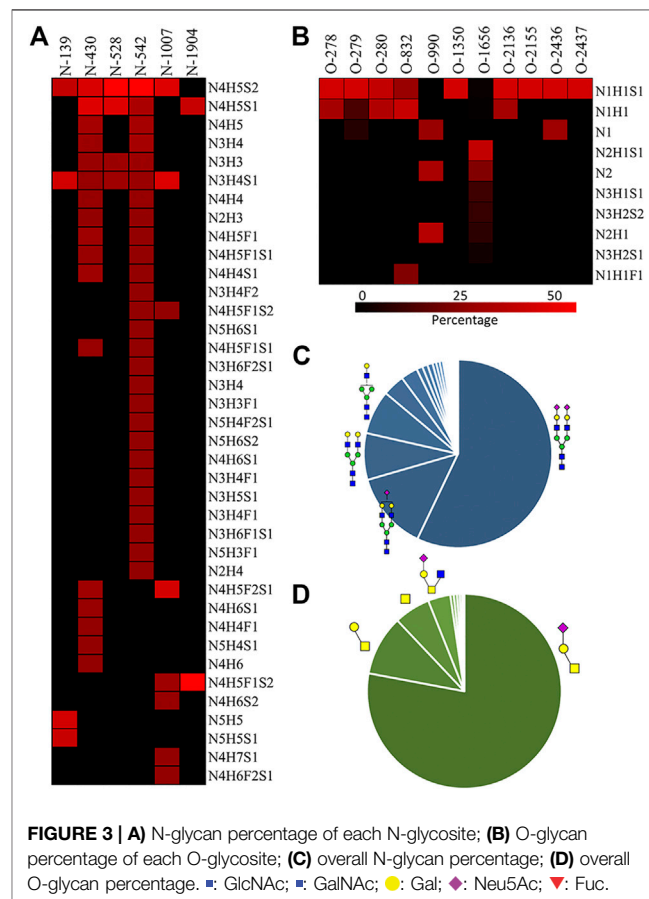 A
N-139
N-430
N-528
N-542
N-1007
N-1904
N4H5S2
N4H5S1
N4H5
N3H4
N3H3
N3H4S1
N4H4
N2H3
N4H5F1
N4H5F1S1
N4H4S1
N3H4F2
N4H5F1S2
N5H6S1
N4H5F1S1
N3H6F2S1
N3H4
N3H3F1
N5H4F2S1
N5H6S2
N4H6S1
N3H4F1
N3H5S1
N3H4F1
N3H6F1S1
N5H3F1
N2H4
N4H5F2S1
N4H6S1
N4H4F1
N5H4S1
N4H6
N4H5F1S2
N4H6S2
N5H5
N5H5S1
N4H7S1
N4H6F2S1
B
O-278
O-279
O-280
O-832
O-990
O-1350
O-1656
O-2136
O-2155
O-2436
O-2437
N1H1S1
N1H1
N1
N2H1S1
N2
N3H1S1
N3H2S2
N2H1
N3H2S1
N1H1F1
0 25 50
Percentage
C
D
FIGURE 3 | A) N-glycan percentage of each N-glycosite; (B) O-glycan
percentage of each O-glycosite; (C) overall N-glycan percentage; (D) overall
O-glycan percentage. : GlcNAc; : GalNAc; : Gal; : Neu5Ac; : Fuc.